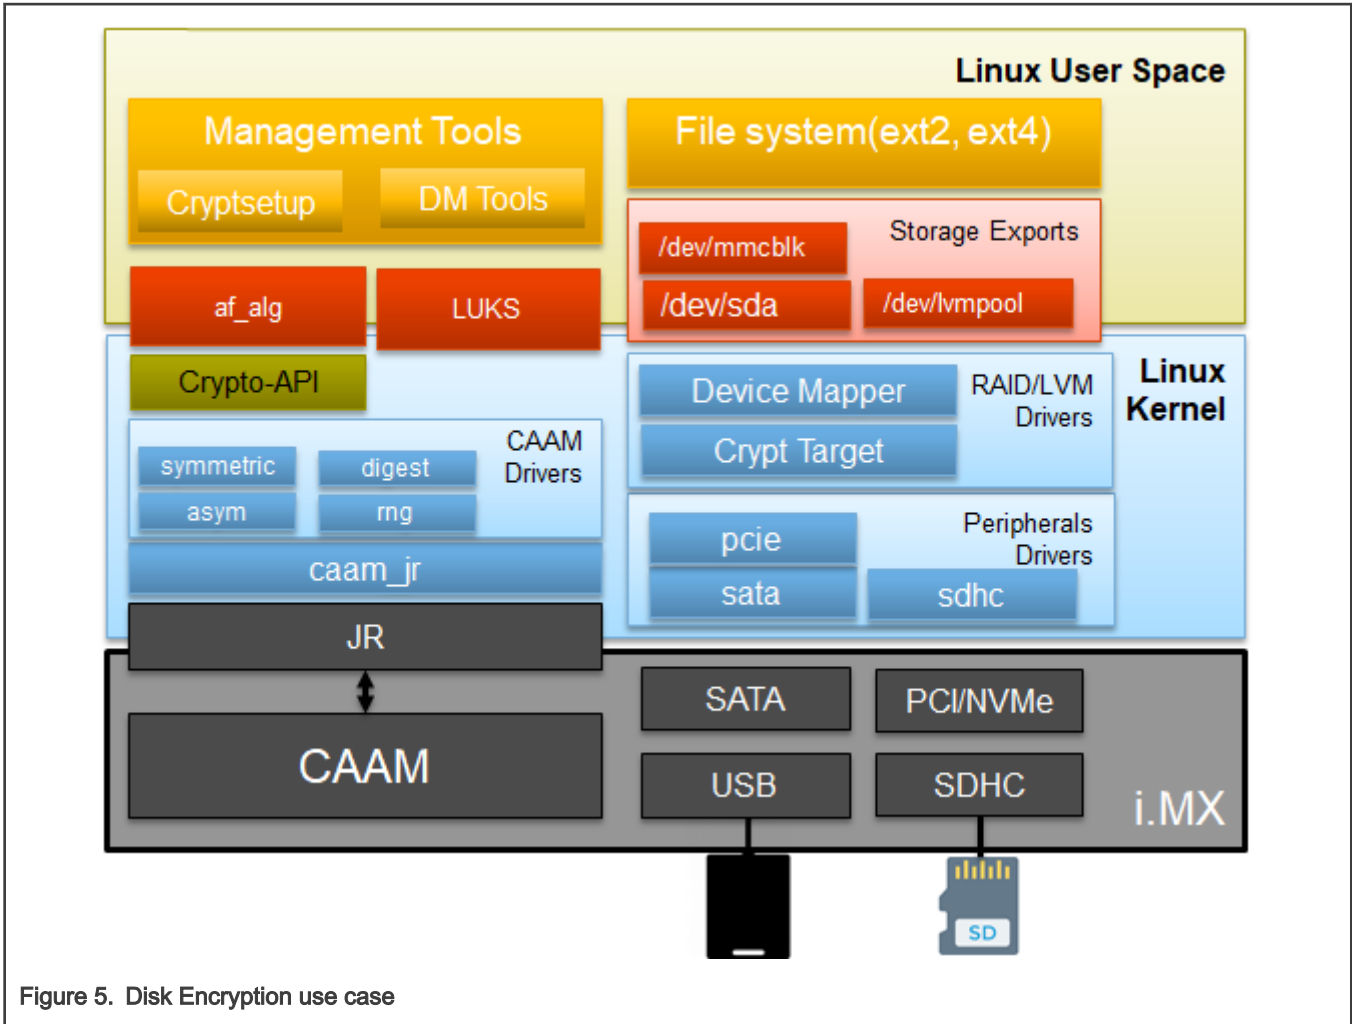 Linux User Space
Management Tools
Cryptsetup
DM Tools
File system(ext2, ext4)
Storage Exports
/dev/mmcblk
/dev/sda
/dev/lvmpool
af_alg
LUKS
Crypto-API
Linux
Kernel
CAAM
Drivers
symmetric
digest
asym
rng
caam_jr
Device Mapper
Crypt Target
RAID/LVM
Drivers
Peripherals
Drivers
pcie
sata
sdhc
JR
CAAM
SATA
PCI/NVMe
USB
SDHC
i.MX
SD
Figure 5. Disk Encryption use case